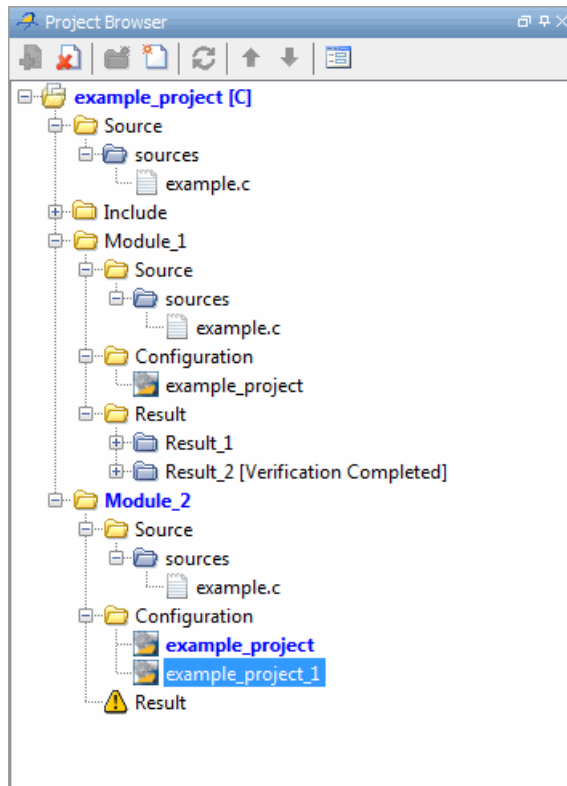 Project Browser
example_project [C]
Source
sources
example.c
Include
Module_1
Source
sources
example.c
Configuration
example_project
Result
Result_1
Result_2 [Verification Completed]
Module_2
Source
sources
example.c
Configuration
example_project
example_project_1
Result